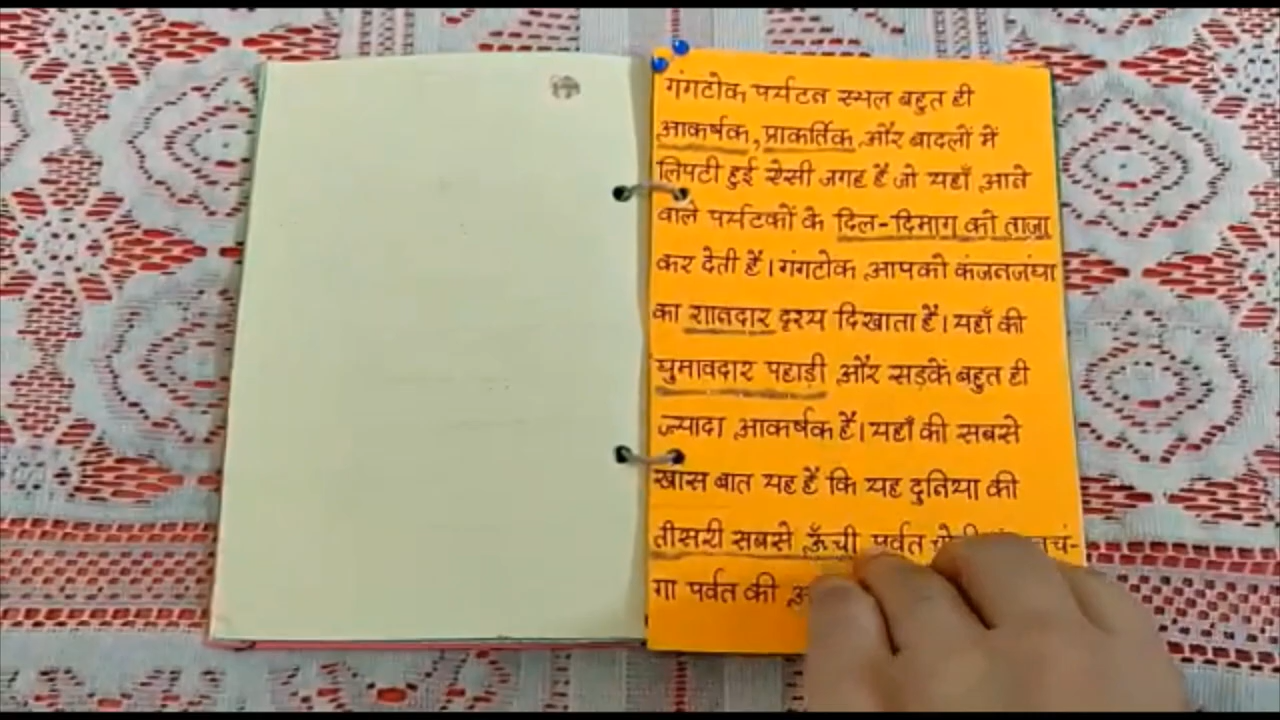 गंगटोक पर्यटन स्थल बहुत ही
आकर्षक, प्राकर्तिक और बादलों में
लिपटी हुई ऐसी जगह है जो यहाँ आने
वाले पर्यटकों के दिल-दिमाग को ताजा
कर देती है। गंगटोक आपको कंजनजंघा
का शानदार दृश्य दिखाता है। यहाँ की
घुमावदार पहाड़ी और सड़कें बहुत ही
ज्यादा आकर्षक है। यहाँ की सबसे
खास बात यह है कि यह दुनिया की
तीसरी सबसे ऊँची पर्वत
गा पर्वत की